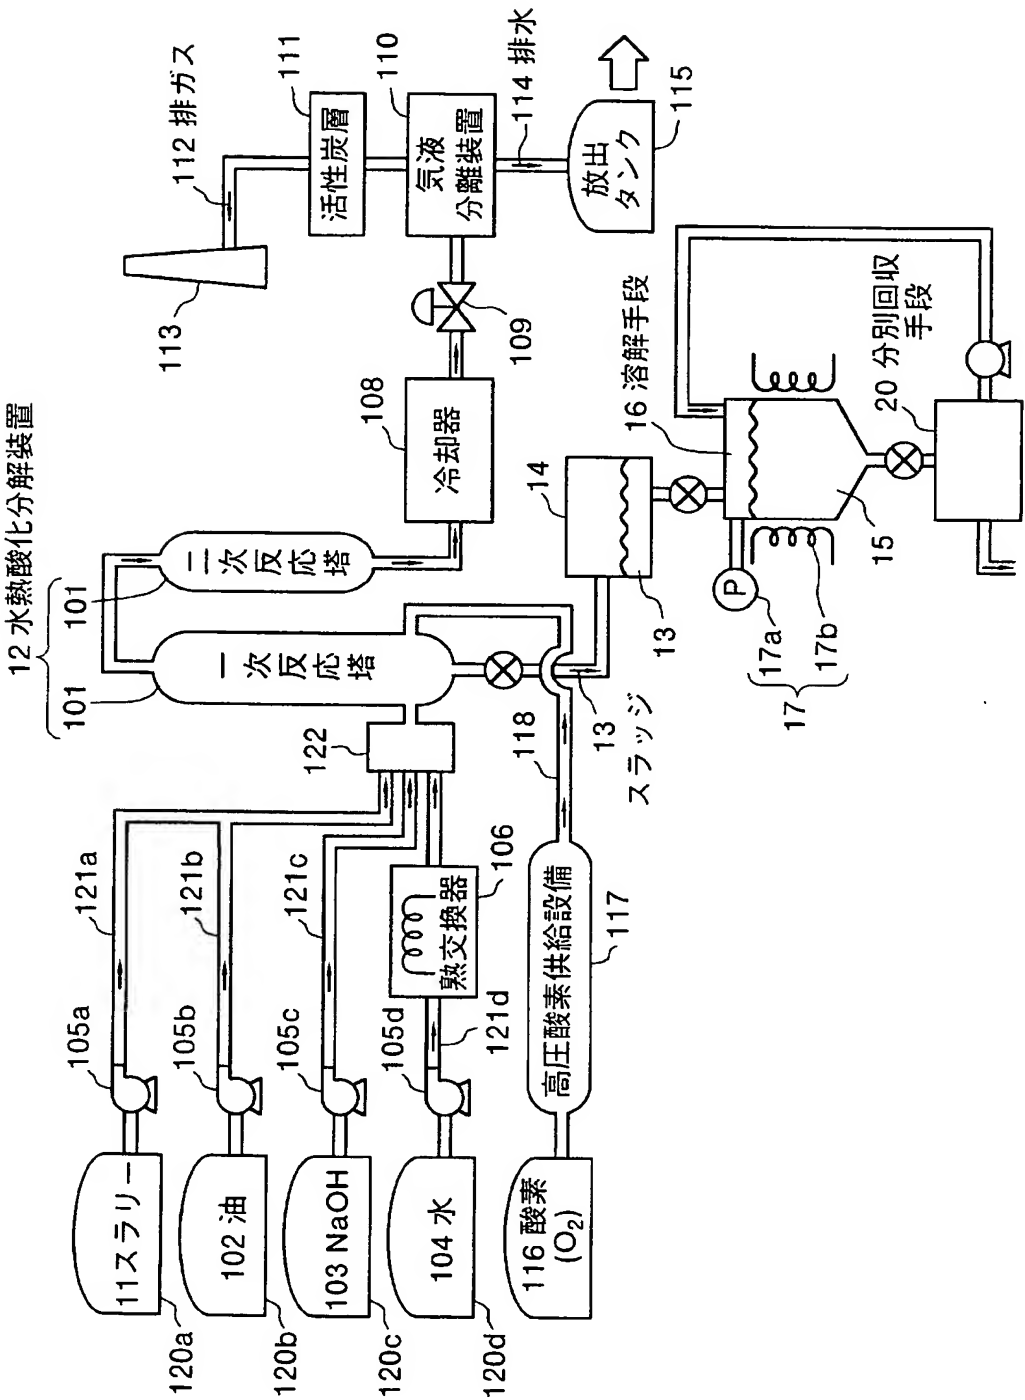 12 水熱酸化分解装置
101
101
一次反応塔
二次反応塔
112 排ガス
113
111
活性炭層
110
気液
分離装置
109
108
冷却器
114 排水
放出
タンク
115
122
121a
121b
121c
121d
105a
105b
105c
105d
106
熱交換器
11スラリー
120a
102 油
120b
103 NaOH
120c
104 水
120d
116 酸素
(O₂)
高圧酸素供給設備
117
118
13
スラッジ
13
14
16 溶解手段
15
P
17a
17b
17
20 分別回収
手段